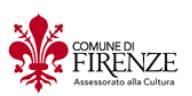 COMUNE DI
FIRENZE
Assessorato alla Cultura